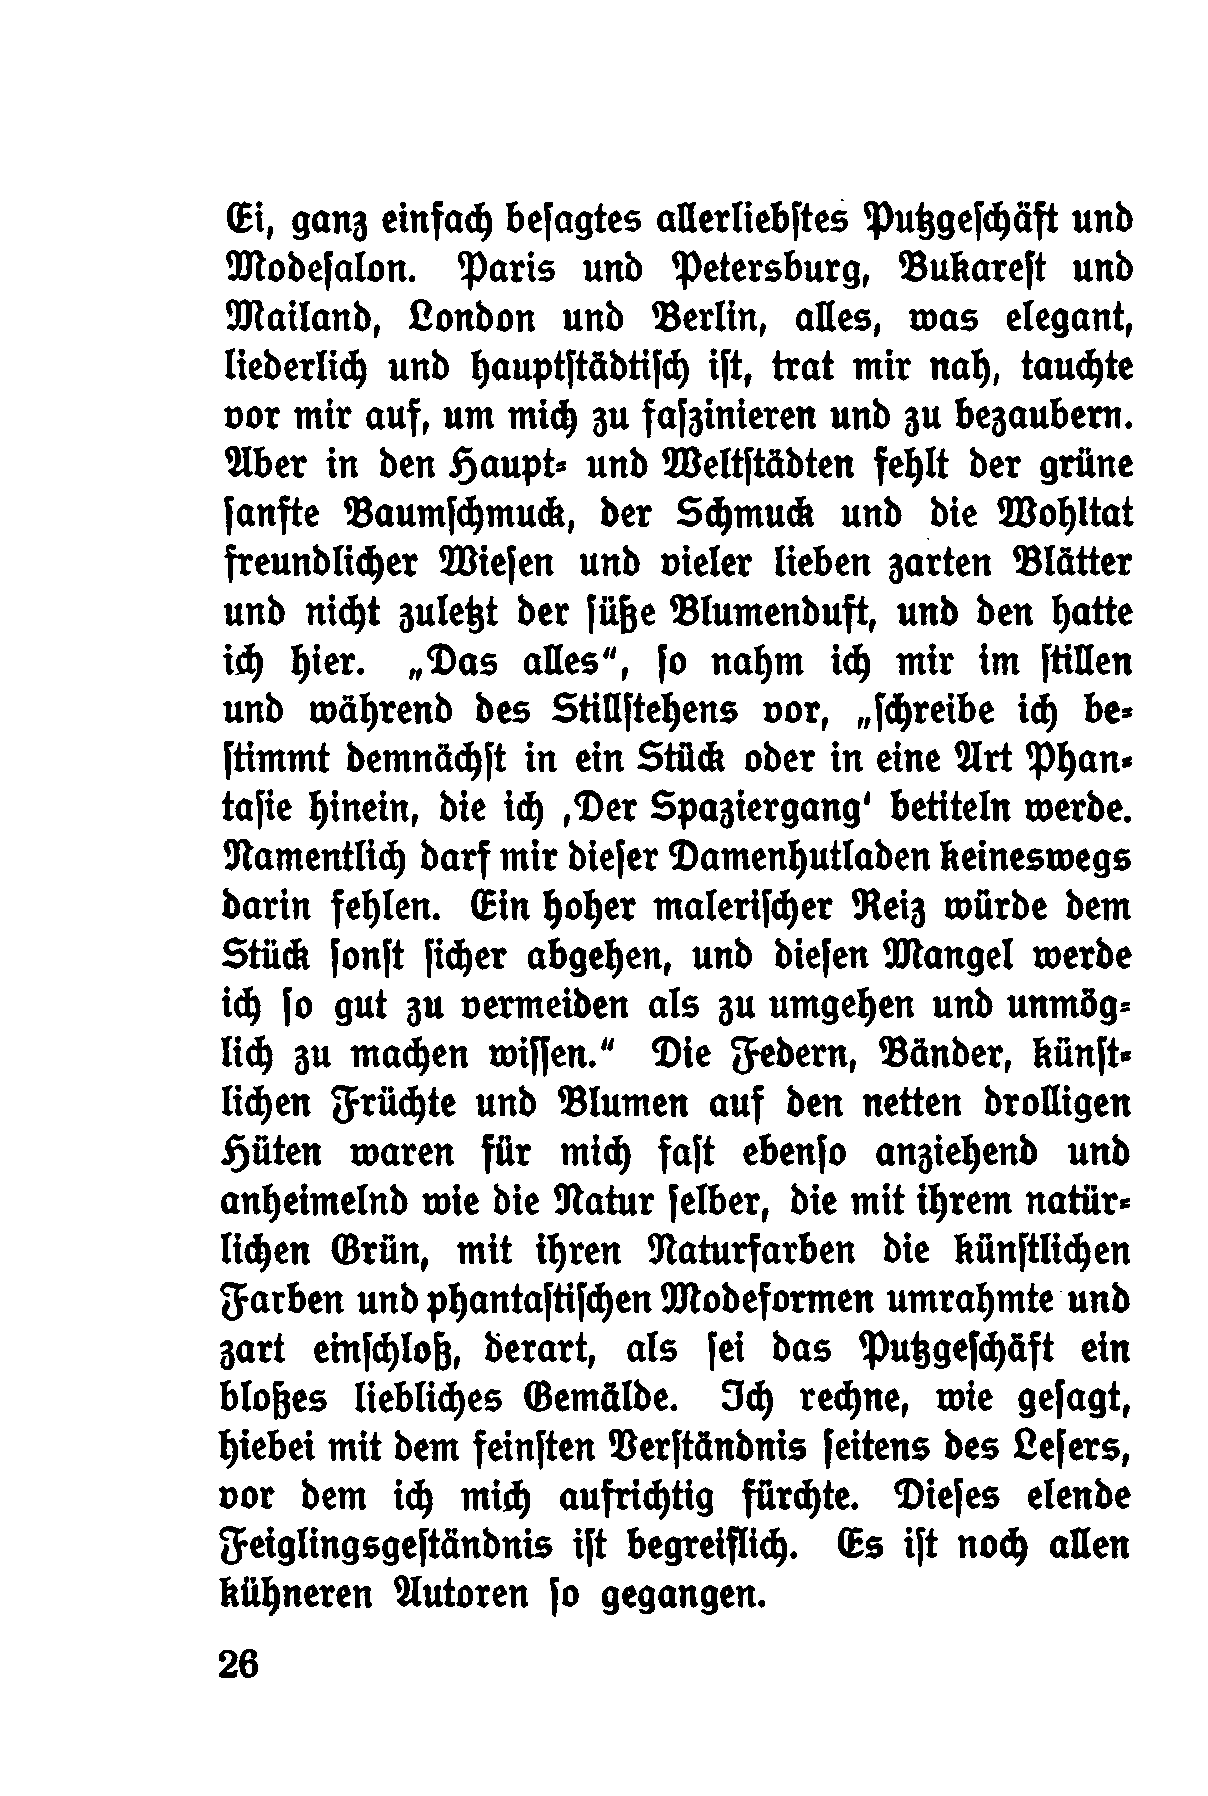 Ei, ganz einfach beſagtes allerliebſtes Putzgeſchäft und
Modeſalon. Paris und Petersburg, Bukareſt und
Mailand, London und Berlin, alles, was elegant,
liederlich und hauptſtädtiſch iſt, trat mir nah, tauchte
vor mir auf, um mich zu faſzinieren und zu bezaubern.
Aber in den Haupt- und Weltſtädten fehlt der grüne
ſanfte Baumſchmuck, der Schmuck und die Wohltat
freundlicher Wieſen und vieler lieben zarten Blätter
und nicht zuletzt der ſüße Blumenduft, und den hatte
ich hier. „Das alles“, ſo nahm ich mir im ſtillen
und während des Stillſtehens vor, „ſchreibe ich be-
ſtimmt demnächſt in ein Stück oder in eine Art Phan-
taſie hinein, die ich ‚Der Spaziergang‘ betiteln werde.
Namentlich darf mir dieſer Damenhutladen keineswegs
darin fehlen. Ein hoher maleriſcher Reiz würde dem
Stück ſonſt ſicher abgehen, und dieſen Mangel werde
ich ſo gut zu vermeiden als zu umgehen und unmög-
lich zu machen wiſſen.“ Die Federn, Bänder, künſt-
lichen Früchte und Blumen auf den netten drolligen
Hüten waren für mich faſt ebenſo anziehend und
anheimelnd wie die Natur ſelber, die mit ihrem natür-
lichen Grün, mit ihren Naturfarben die künſtlichen
Farben und phantaſtiſchen Modeformen umrahmte und
zart einſchloß, derart, als ſei das Putzgeſchäft ein
bloßes liebliches Gemälde. Ich rechne, wie geſagt,
hiebei mit dem feinſten Verſtändnis ſeitens des Leſers,
vor dem ich mich aufrichtig fürchte. Dieſes elende
Feiglingsgeſtändnis iſt begreiflich. Es iſt noch allen
kühneren Autoren ſo gegangen.
26